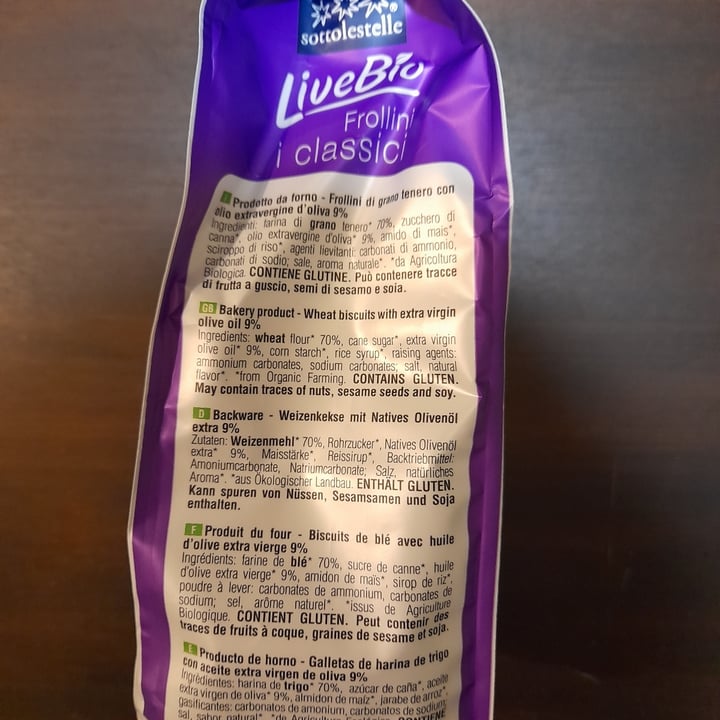 sottolestelle®
LiveBio
Frollini
i classici
I Prodotto da forno - Frollini di grano tenero con
olio extravergine d'oliva 9%
Ingredienti: farina di grano tenero* 70%, zucchero di
canna*, olio extravergine d'oliva* 9%, amido di mais*,
sciroppo di riso*, agenti lievitanti: carbonati di ammonio,
carbonati di sodio; sale, aroma naturale*. *da Agricoltura
Biologica. CONTIENE GLUTINE. Può contenere tracce
di frutta a guscio, semi di sesamo e soia.
GB Bakery product - Wheat biscuits with extra virgin
olive oil 9%
Ingredients: wheat flour* 70%, cane sugar*, extra virgin
olive oil* 9%, corn starch*, rice syrup*, raising agents:
ammonium carbonates, sodium carbonates; salt, natural
flavor*. *from Organic Farming. CONTAINS GLUTEN.
May contain traces of nuts, sesame seeds and soy.
D Backware - Weizenkekse mit Natives Olivenöl
extra 9%
Zutaten: Weizenmehl* 70%, Rohrzucker*, Natives Olivenöl
extra* 9%, Maisstärke*, Reissirup*, Backtriebmittel:
Amoniumcarbonate, Natriumcarbonate; Salz, natürliches
Aroma*. *aus Ökologischer Landbau. ENTHÄLT GLUTEN.
Kann spuren von Nüssen, Sesamsamen und Soja
enthalten.
F Produit du four - Biscuits de blé avec huile
d'olive extra vierge 9%
Ingrédients: farine de blé* 70%, sucre de canne*, huile
d'olive extra vierge* 9%, amidon de maïs*, sirop de riz*,
poudre à lever: carbonates de ammonium, carbonates de
sodium; sel, arôme naturel*. *issus de Agriculture
Biologique. CONTIENT GLUTEN. Peut contenir des
traces de fruits à coque, graines de sesame et soja.
E Producto de horno - Galletas de harina de trigo
con aceite extra virgen de oliva 9%
Ingrédientes: harina de trigo* 70%, azúcar de caña*, aceite
extra virgen de oliva* 9%, almidon de maíz*, jarabe de arroz*,
gasificantes: carbonatos de amonium, carbonatos de sodium,
sal, sabor natural*. *de Agricultura CONTIENE